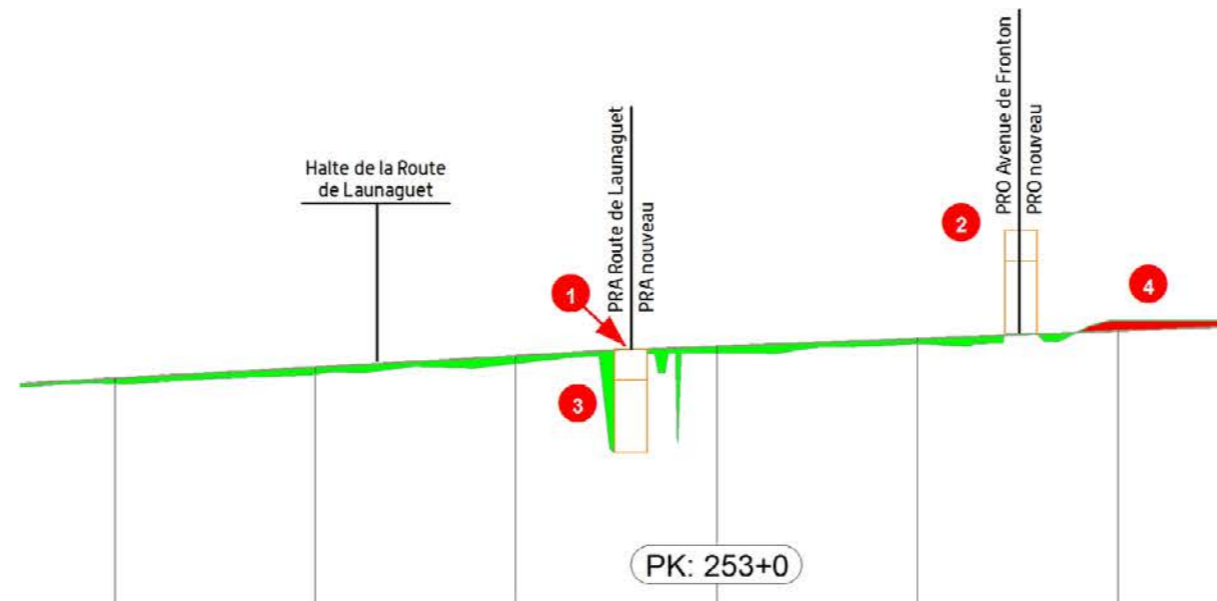 Halte de la Route
de Launaguet
PRA Route de Launaguet
PRA nouveau
PRO Avenue de Fronton
PRO nouveau
1
2
3
4
PK: 253+0